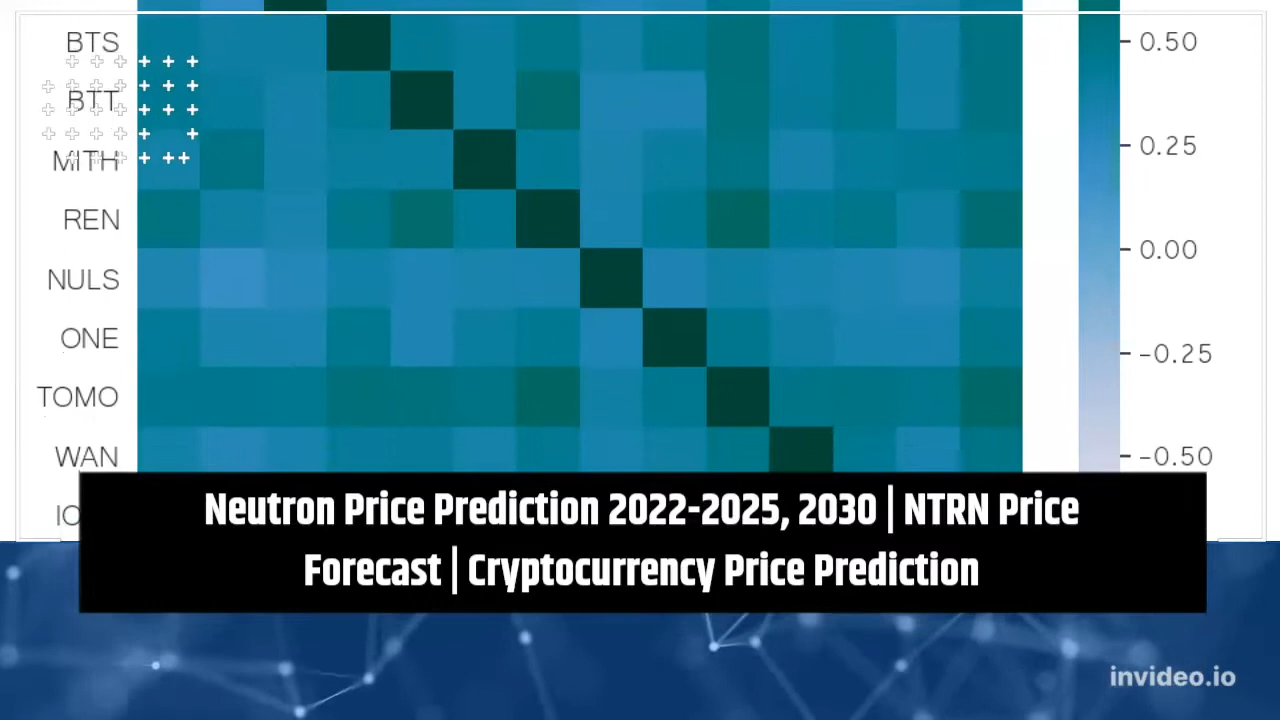 BTS
0.50
BTT
0.25
MITH
REN
0.00
NULS
ONE
-0.25
TOMO
WAN
-0.50
Neutron Price Prediction 2022-2025, 2030 | NTRN Price
Forecast | Cryptocurrency Price Prediction
invideo.io